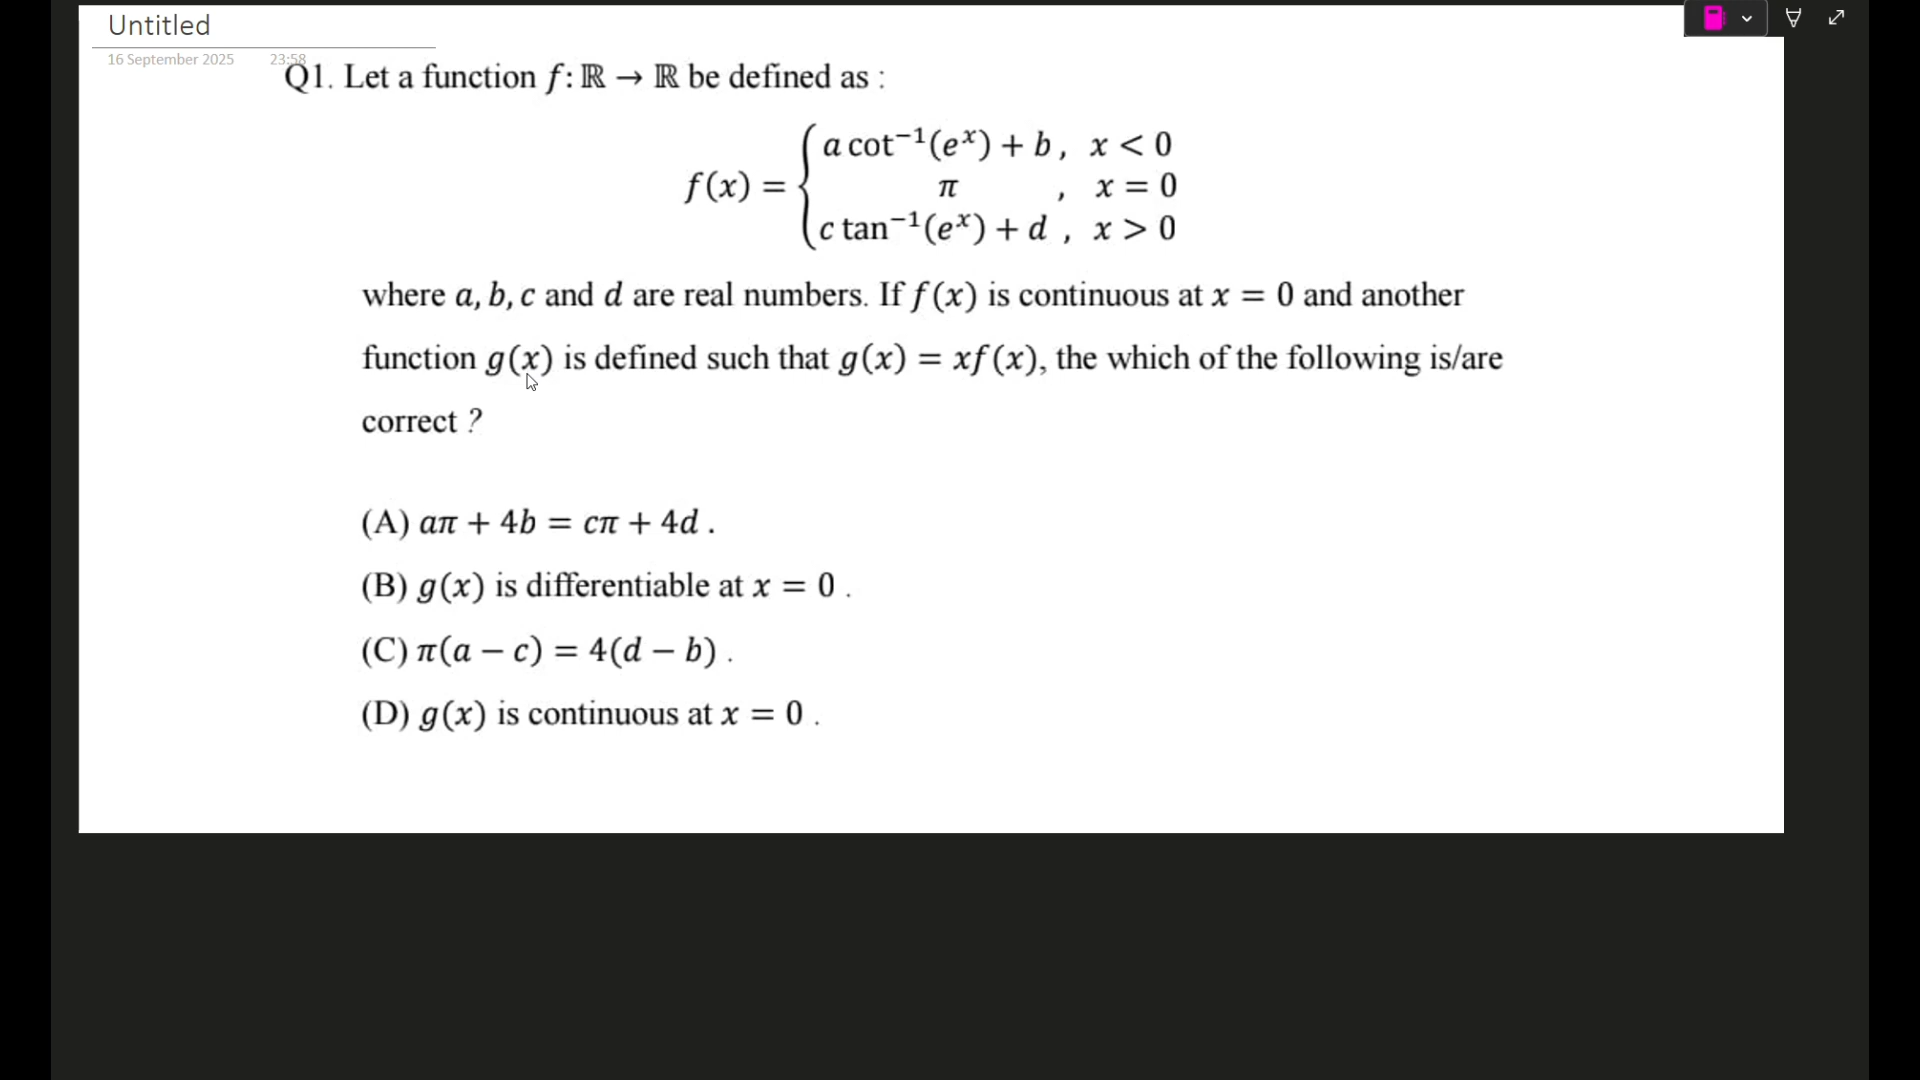 Untitled
16 September 2025 23:58
Q1. Let a function f: ℝ → ℝ be defined as :
f(x) = { a cot⁻¹(eˣ) + b , x < 0
π , x = 0
c tan⁻¹(eˣ) + d , x > 0
where a, b, c and d are real numbers. If f(x) is continuous at x = 0 and another
function g(x) is defined such that g(x) = xf(x), the which of the following is/are
correct ?
(A) aπ + 4b = cπ + 4d .
(B) g(x) is differentiable at x = 0 .
(C) π(a − c) = 4(d − b) .
(D) g(x) is continuous at x = 0 .